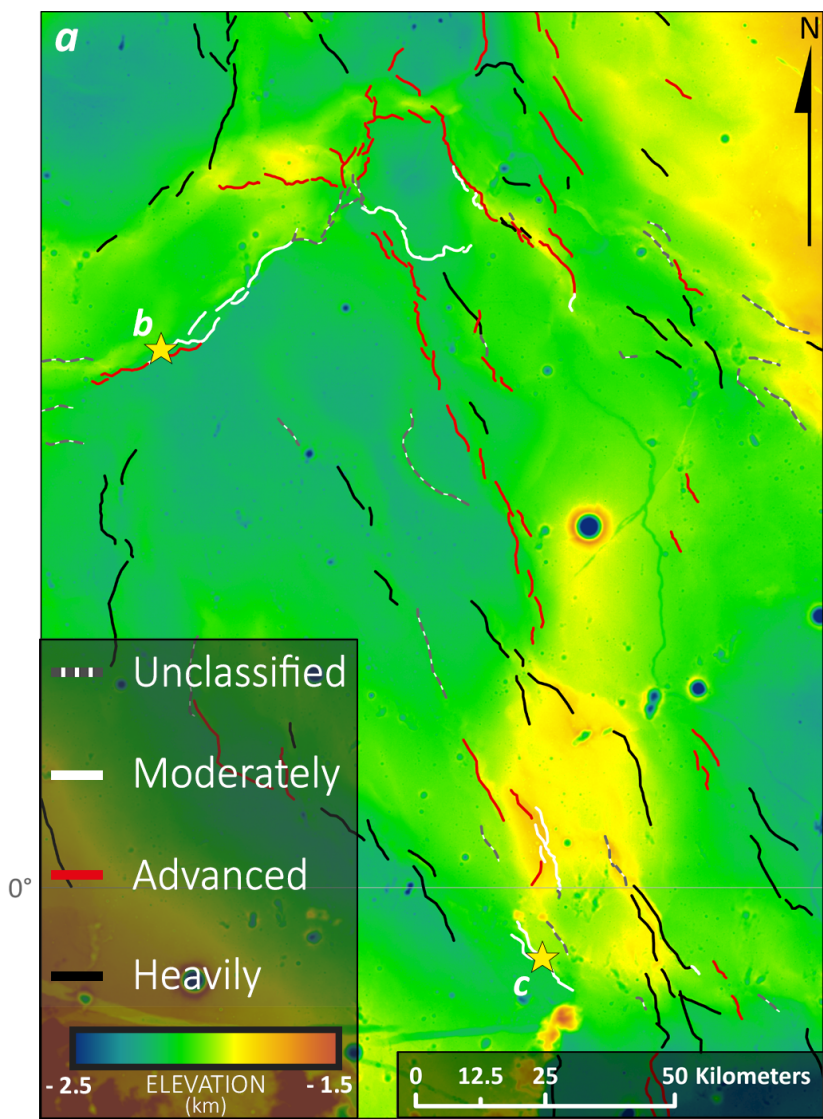 a
N
b
Unclassified
Moderately
Advanced
0°
Heavily
c
- 2.5 ELEVATION - 1.5
(km)
0 12.5 25 50 Kilometers